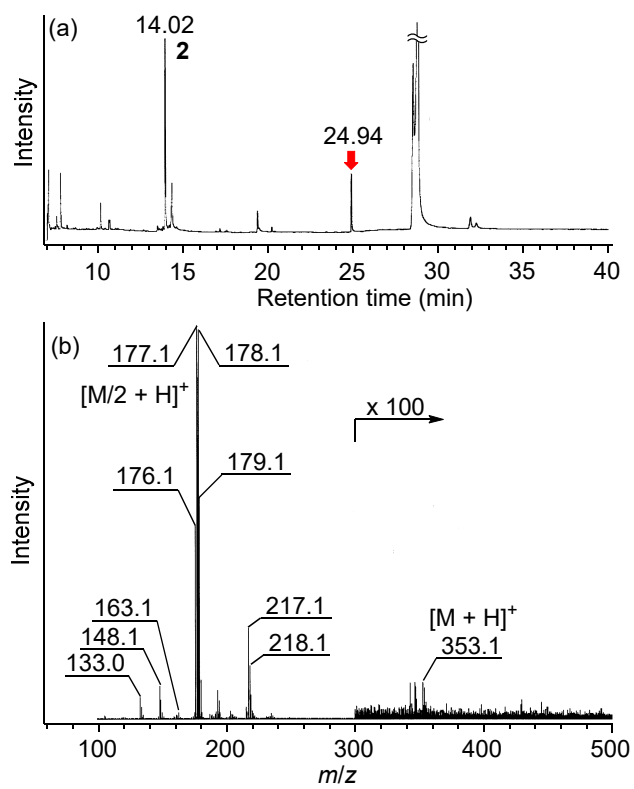 (a)
14.02
2
24.94
Intensity
10 15 20 25 30 35 40
Retention time (min)
(b)
177.1 178.1
[M/2 + H]+
x 100
176.1 179.1
163.1 217.1 [M + H]+
148.1 218.1 353.1
133.0
Intensity
100 200 300 400 500
m/z